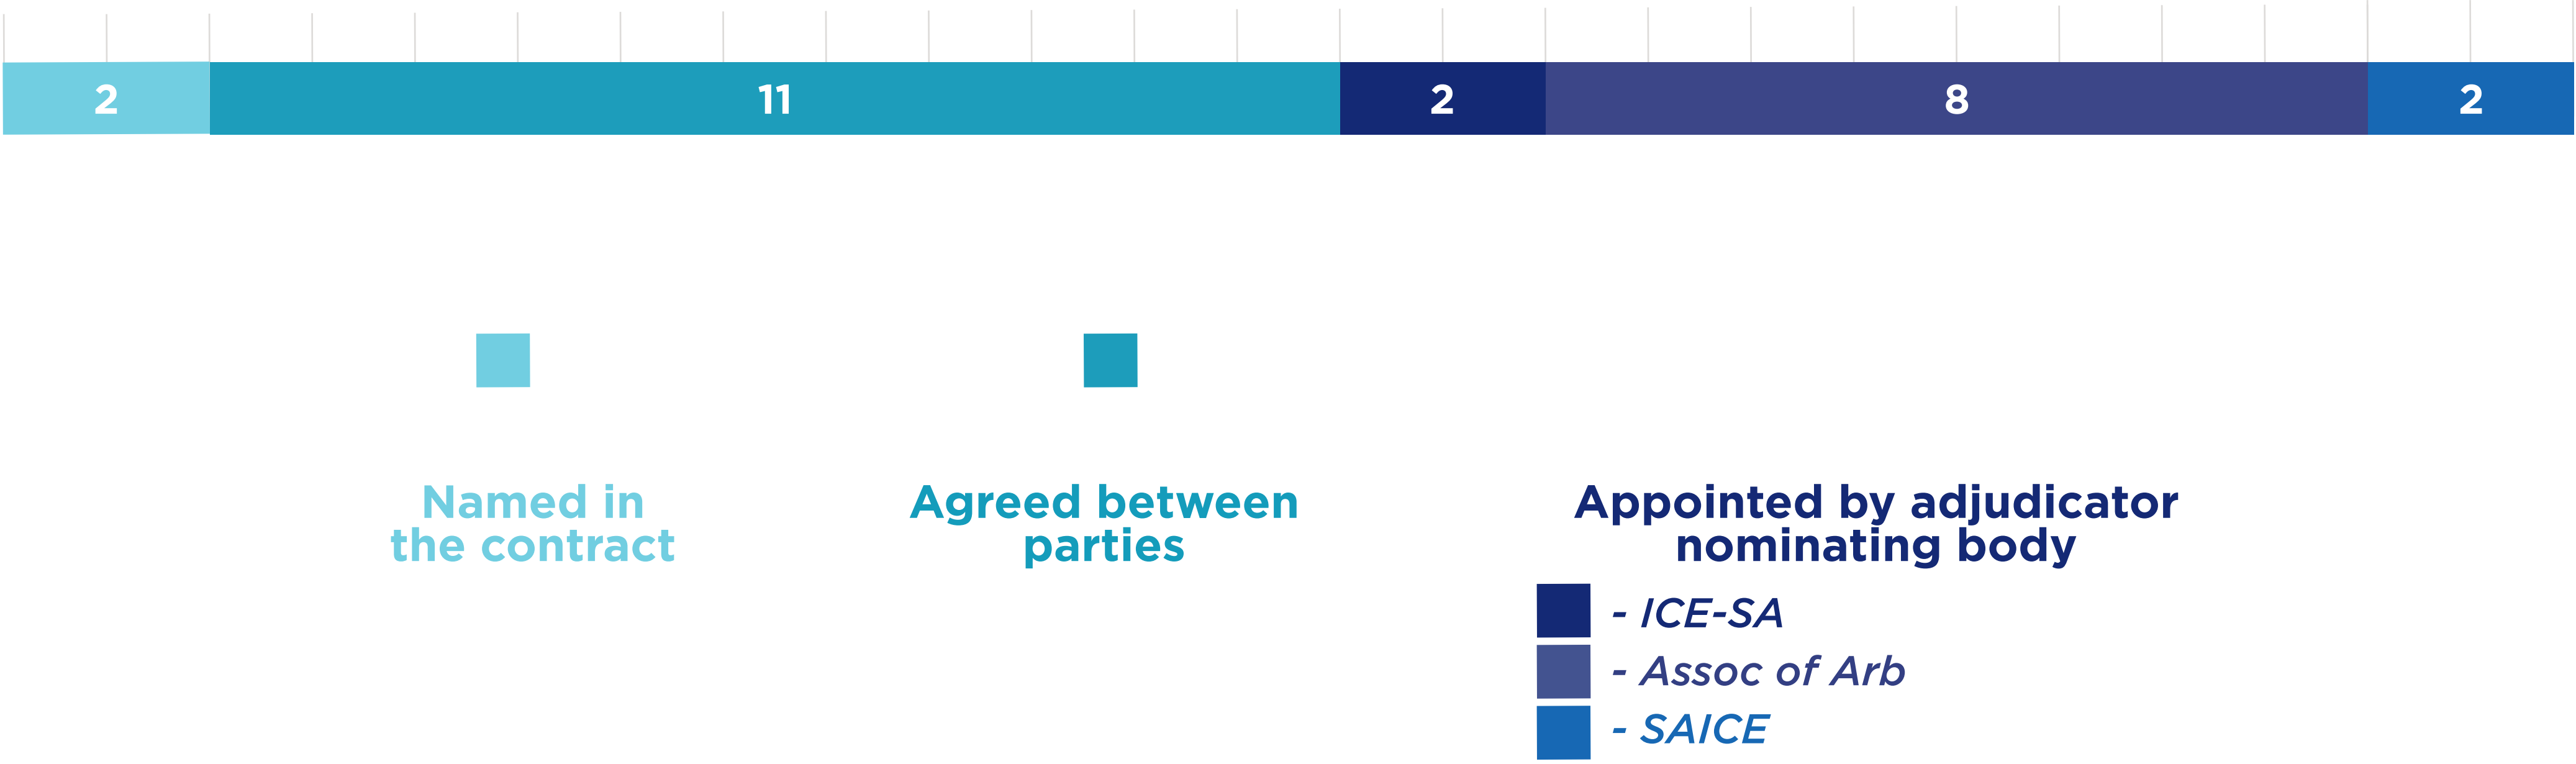 2 11 2 8 2
Named in
the contract
Agreed between
parties
Appointed by adjudicator
nominating body
- ICE-SA
- Assoc of Arb
- SAICE